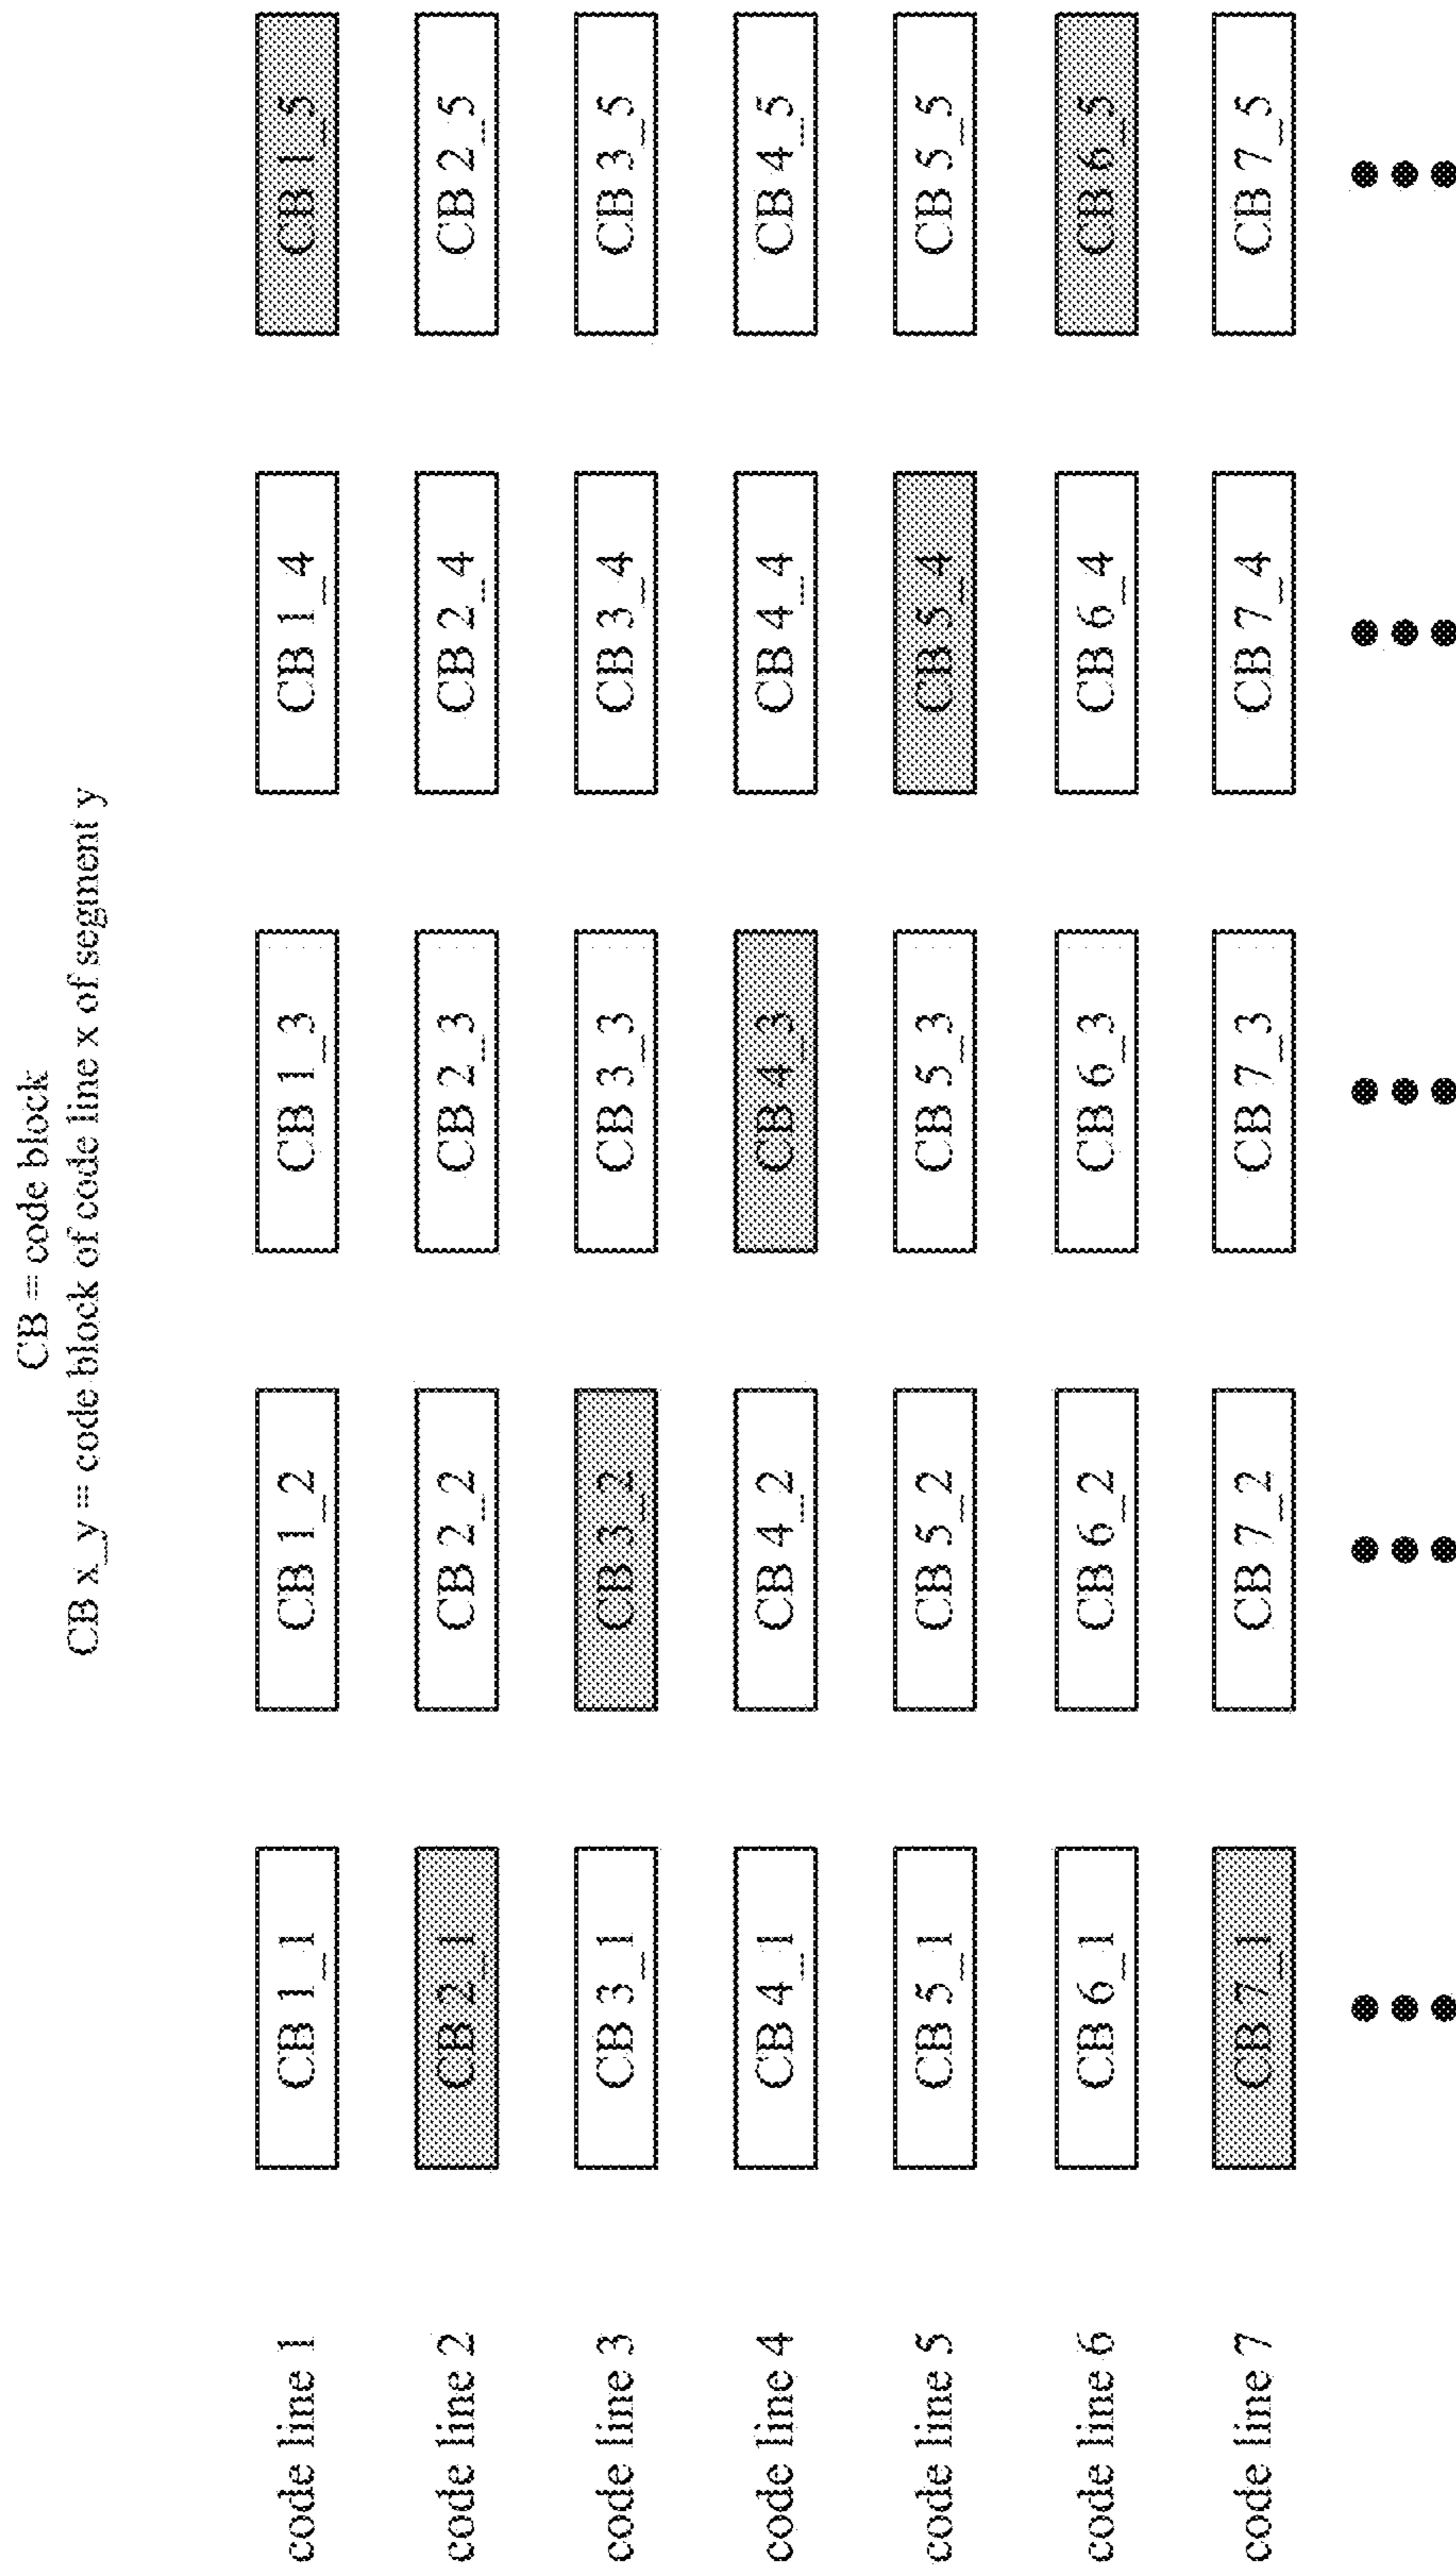 CB = code block
CB x_y = code block of code line x of segment y
code line 1 CB 1_1 CB 1_2 CB 1_3 CB 1_4 CB 1_5
code line 2 CB 2_1 CB 2_2 CB 2_3 CB 2_4 CB 2_5
code line 3 CB 3_1 CB 3_2 CB 3_3 CB 3_4 CB 3_5
code line 4 CB 4_1 CB 4_2 CB 4_3 CB 4_4 CB 4_5
code line 5 CB 5_1 CB 5_2 CB 5_3 CB 5_4 CB 5_5
code line 6 CB 6_1 CB 6_2 CB 6_3 CB 6_4 CB 6_5
code line 7 CB 7_1 CB 7_2 CB 7_3 CB 7_4 CB 7_5